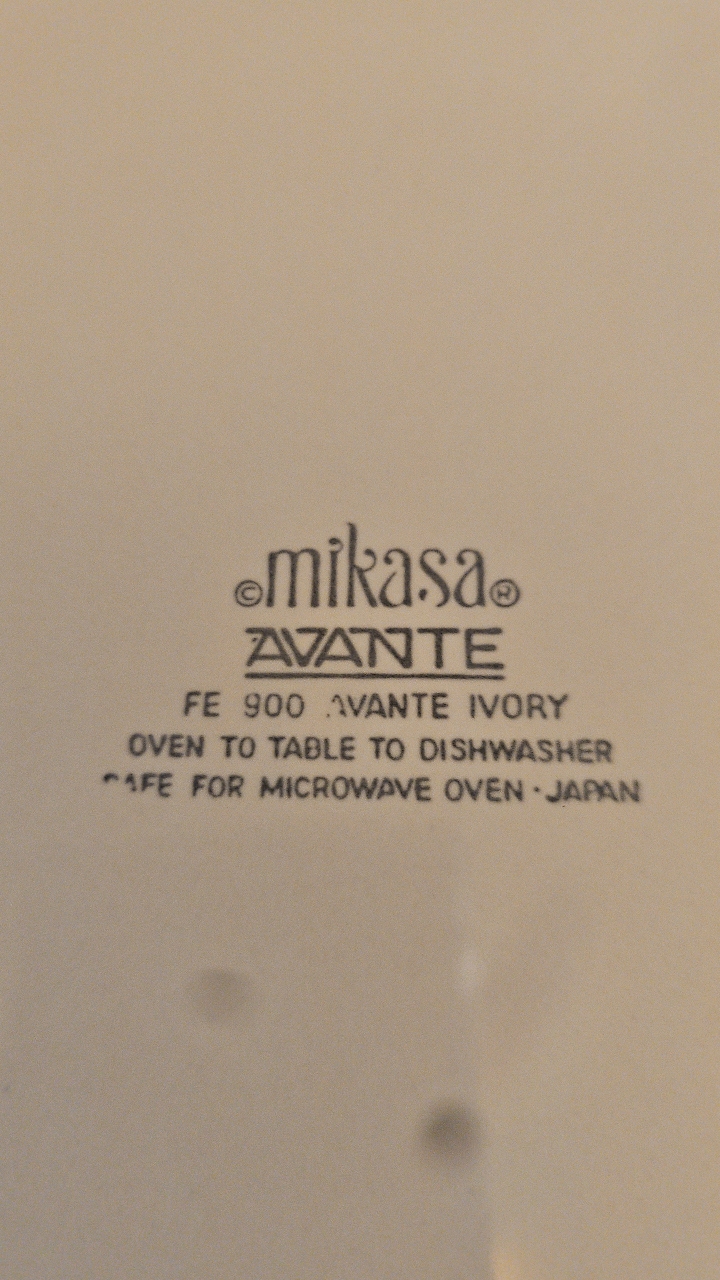 ©mikasa®
AVANTE
FE 900 AVANTE IVORY
OVEN TO TABLE TO DISHWASHER
SAFE FOR MICROWAVE OVEN · JAPAN